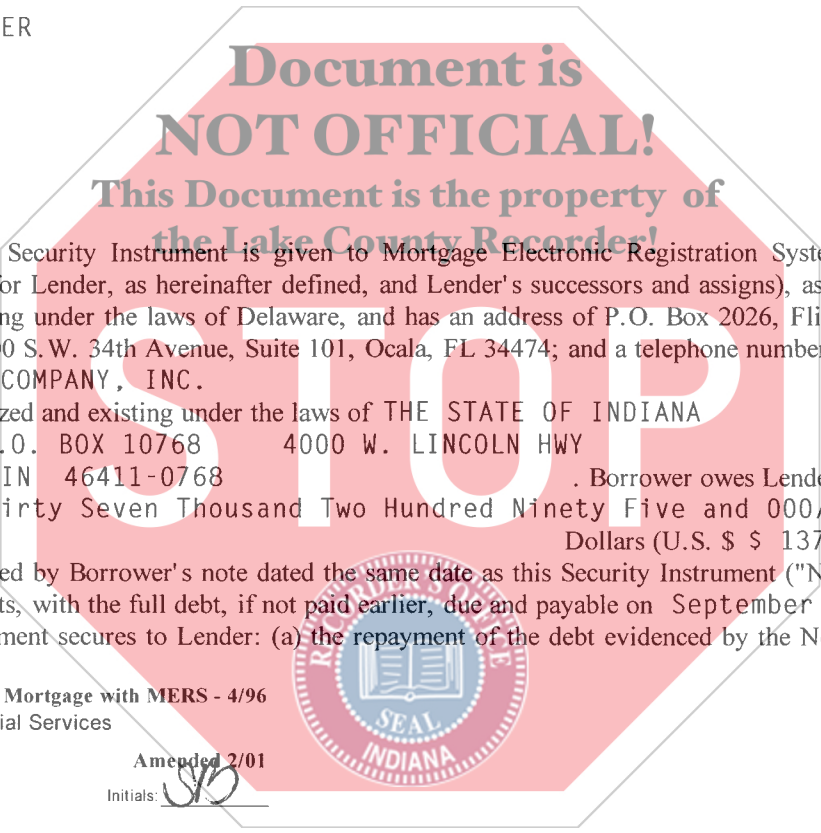 ER
Document is
NOT OFFICIAL!
This Document is the property of
the Lake County Recorder!
Security Instrument is given to Mortgage Electronic Registration Syste
or Lender, as hereinafter defined, and Lender's successors and assigns), as
ng under the laws of Delaware, and has an address of P.O. Box 2026, Fli
00 S.W. 34th Avenue, Suite 101, Ocala, FL 34474; and a telephone number
COMPANY, INC.
zed and existing under the laws of THE STATE OF INDIANA
.O. BOX 10768 4000 W. LINCOLN HWY
IN 46411-0768 . Borrower owes Lende
irty Seven Thousand Two Hundred Ninety Five and 000/
Dollars (U.S. $ $ 137
ed by Borrower's note dated the same date as this Security Instrument ("N
ts, with the full debt, if not paid earlier, due and payable on September
ment secures to Lender: (a) the repayment of the debt evidenced by the N
STOP
RECORDER'S OFFICE
SEAL
INDIANA
Mortgage with MERS - 4/96
ial Services
Amended 2/01
Initials: SB